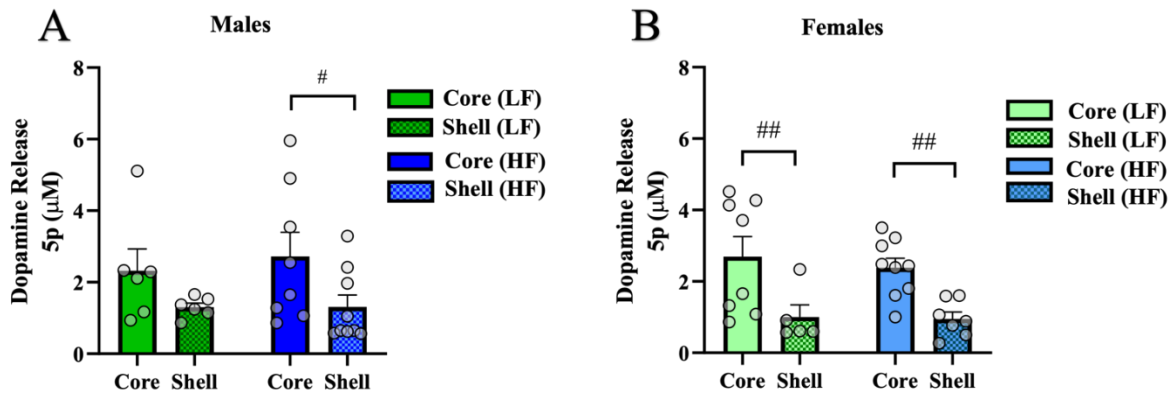 A
Males
Dopamine Release
5p (μM)
8
6
4
2
0
#
Core Shell
Core Shell
Core (LF)
Shell (LF)
Core (HF)
Shell (HF)
B
Females
Dopamine Release
5p (μM)
8
6
4
2
0
##
##
Core Shell
Core Shell
Core (LF)
Shell (LF)
Core (HF)
Shell (HF)